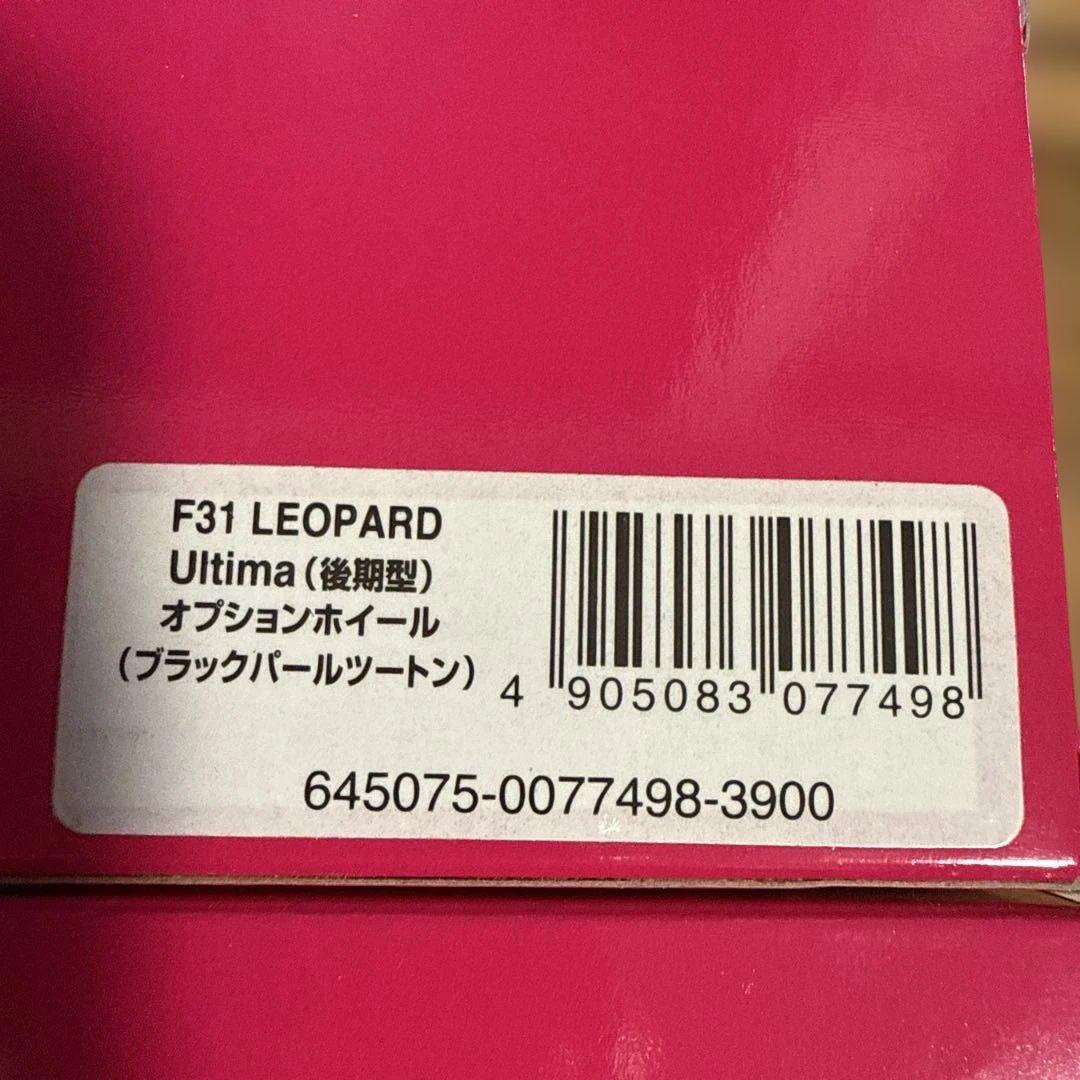 F31 LEOPARD
Ultima(後期型)
オプションホイール
(ブラックパールツートン)
4 905083 077498
645075-0077498-3900